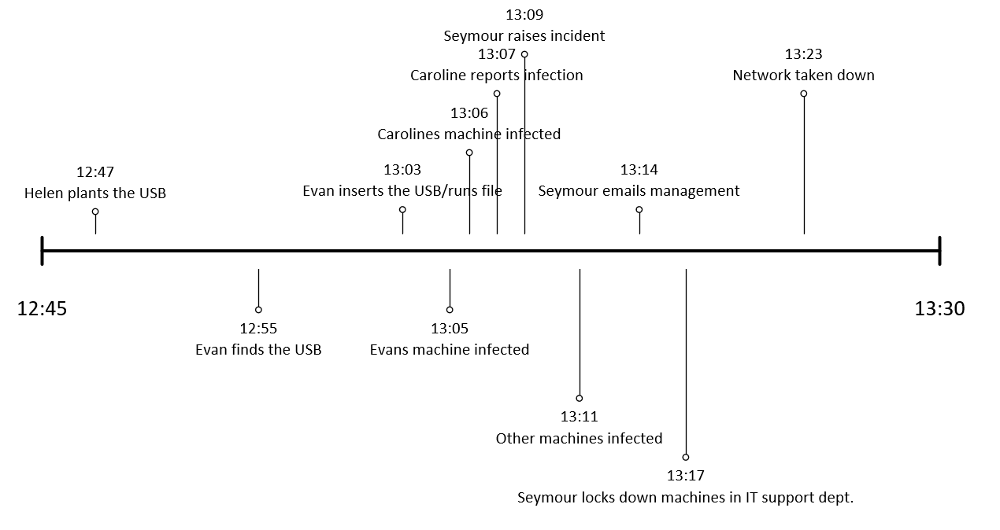 13:09
Seymour raises incident
13:07
Caroline reports infection
13:23
Network taken down
13:06
Carolines machine infected
12:47
Helen plants the USB
13:03
Evan inserts the USB/runs file
13:14
Seymour emails management
12:45
13:30
12:55
Evan finds the USB
13:05
Evans machine infected
13:11
Other machines infected
13:17
Seymour locks down machines in IT support dept.